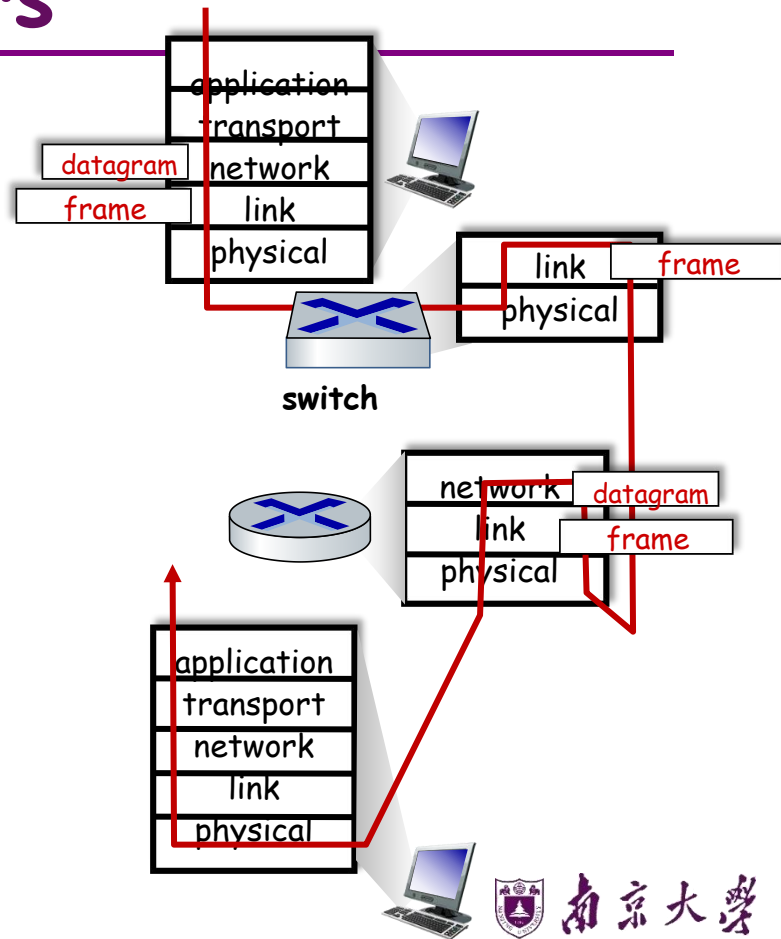 application
transport
datagram
network
frame
link
physical
link
frame
physical
switch
network
datagram
link
frame
physical
application
transport
network
link
physical
南京大学